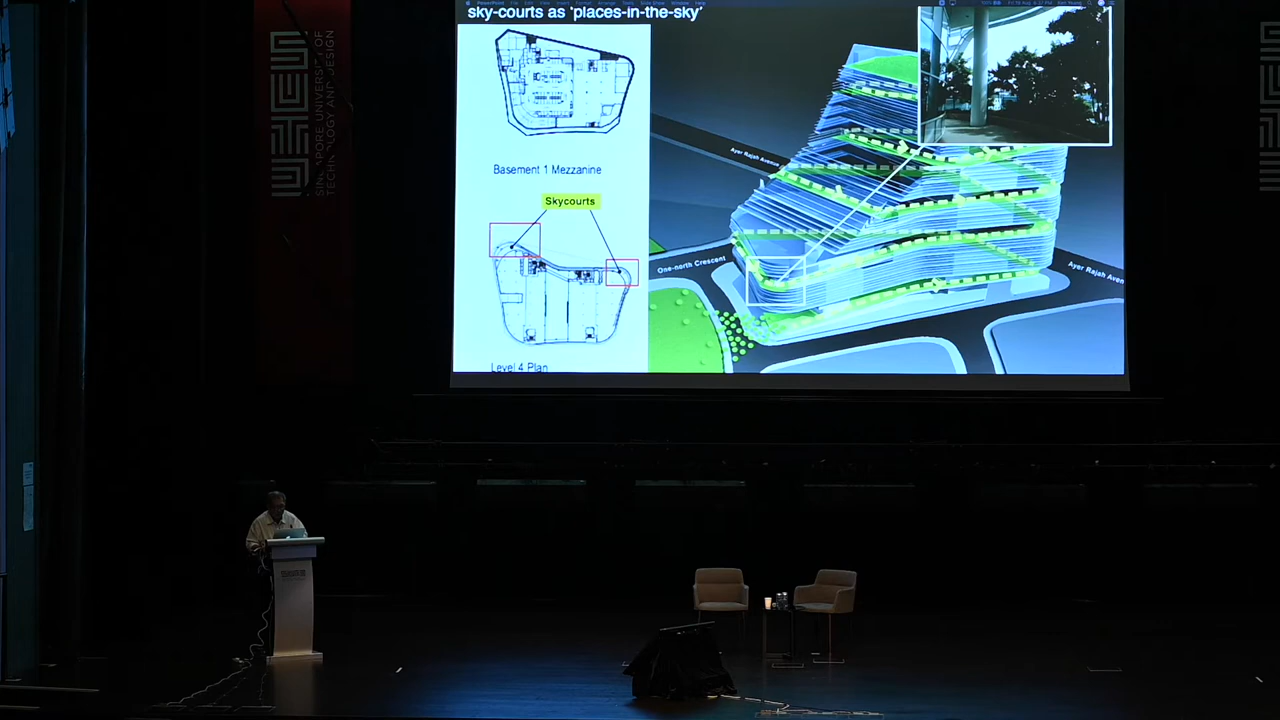 sky-courts as 'places-in-the-sky'
SINGAPORE UNIVERSITY OF
TECHNOLOGY AND DESIGN
Basement 1 Mezzanine
Skycourts
Level 4 Plan
Ayer Rajah Avenue
One-north Crescent
Ayer Rajah Aven